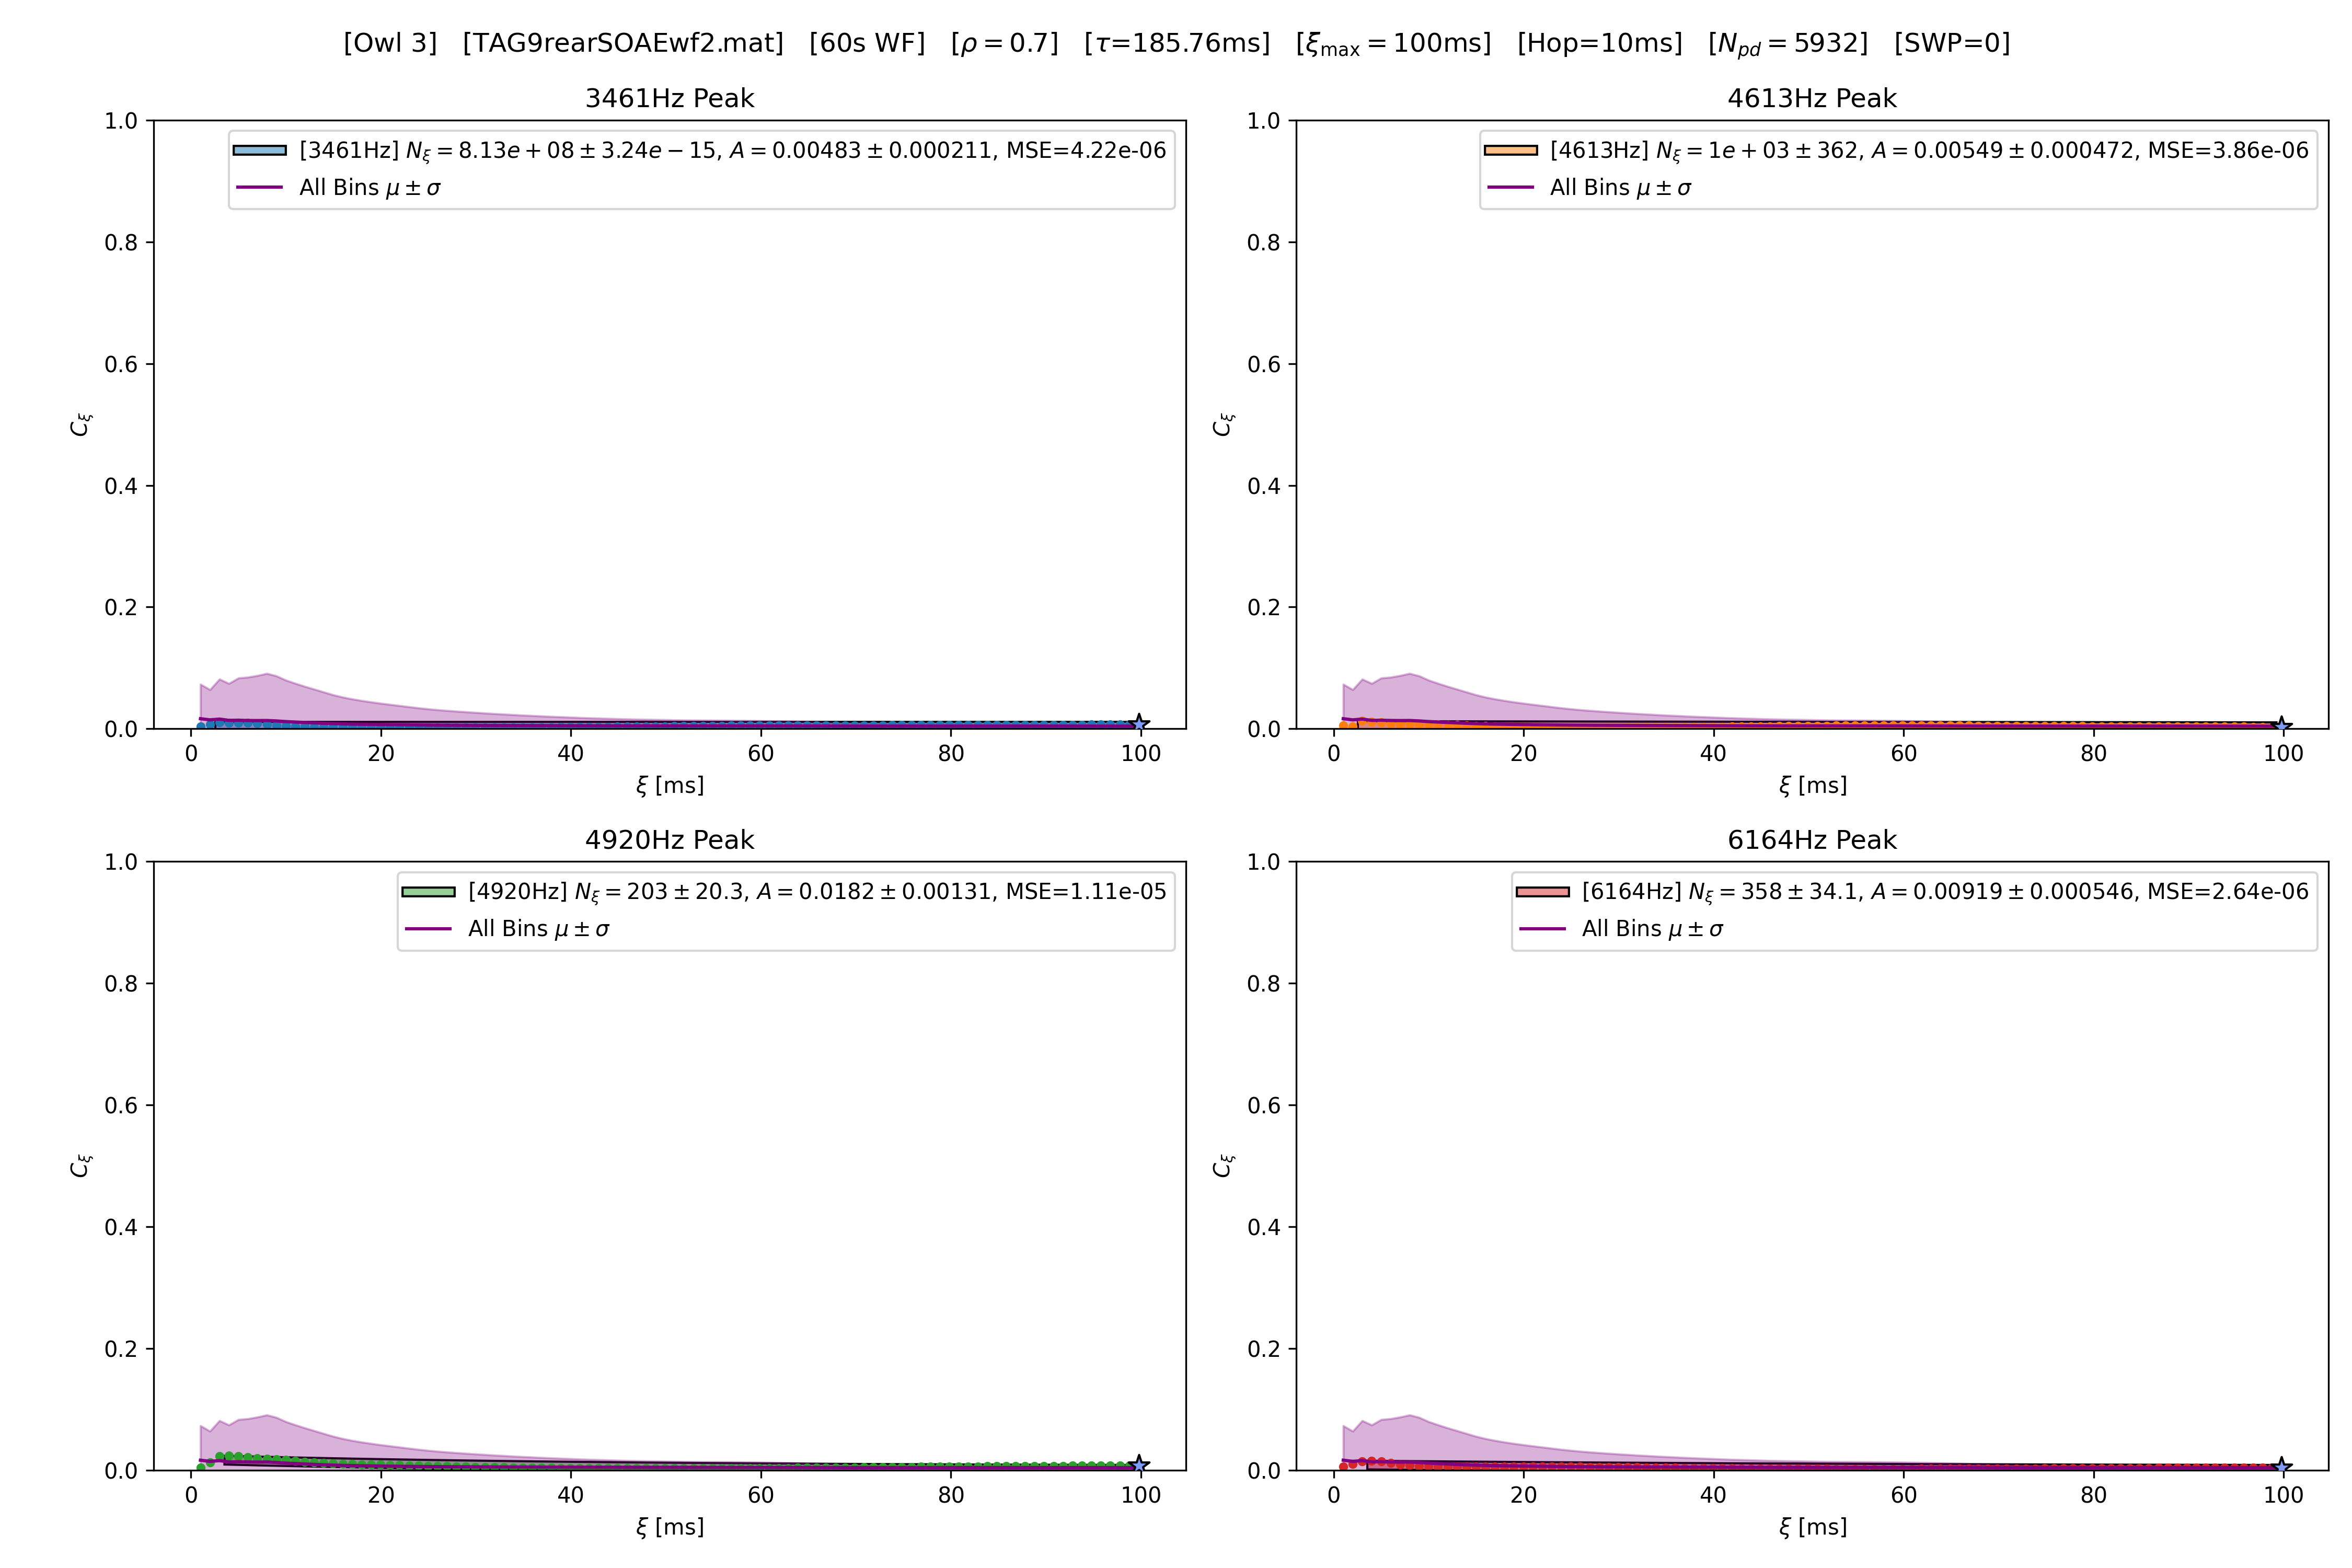 [Owl 3] [TAG9rearSOAEwf2.mat] [60s WF] [ρ = 0.7] [τ=185.76ms] [ξmax = 100ms] [Hop=10ms] [Npd = 5932] [SWP=0]
3461Hz Peak
1.0
0.8
0.6
0.4
0.2
0.0
Cξ
[3461Hz] Nξ = 8.13e + 08 ± 3.24e − 15, A = 0.00483 ± 0.000211, MSE=4.22e-06
All Bins μ ± σ
0 20 40 60 80 100
ξ [ms]
4613Hz Peak
1.0
0.8
0.6
0.4
0.2
0.0
Cξ
[4613Hz] Nξ = 1e + 03 ± 362, A = 0.00549 ± 0.000472, MSE=3.86e-06
All Bins μ ± σ
0 20 40 60 80 100
ξ [ms]
4920Hz Peak
1.0
0.8
0.6
0.4
0.2
0.0
Cξ
[4920Hz] Nξ = 203 ± 20.3, A = 0.0182 ± 0.00131, MSE=1.11e-05
All Bins μ ± σ
0 20 40 60 80 100
ξ [ms]
6164Hz Peak
1.0
0.8
0.6
0.4
0.2
0.0
Cξ
[6164Hz] Nξ = 358 ± 34.1, A = 0.00919 ± 0.000546, MSE=2.64e-06
All Bins μ ± σ
0 20 40 60 80 100
ξ [ms]